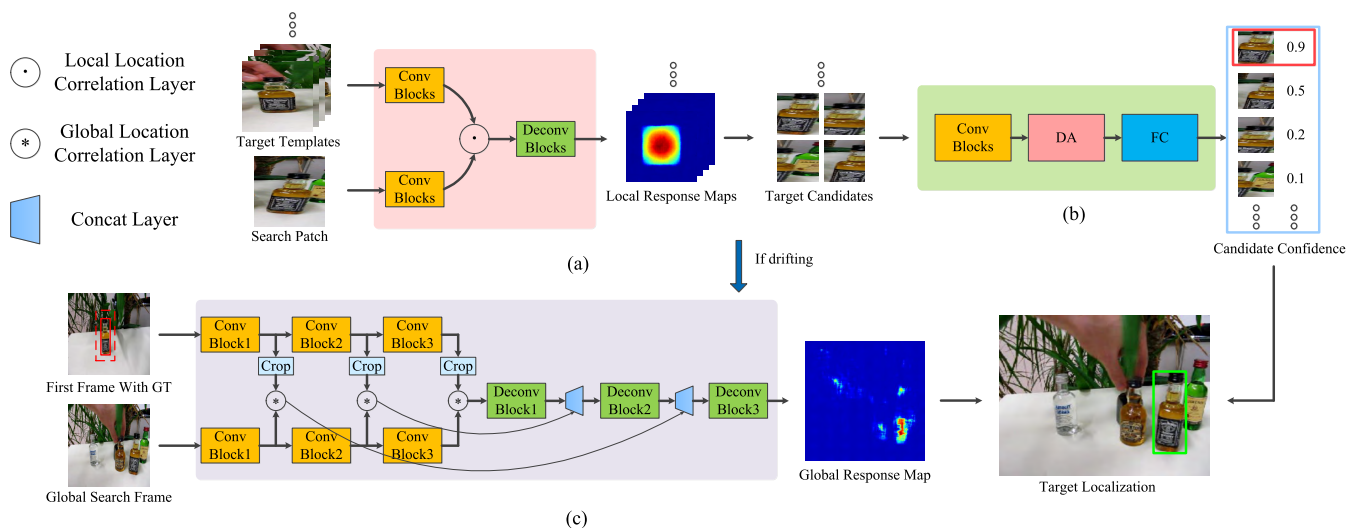 Local Location
Correlation Layer
Global Location
Correlation Layer
Concat Layer
Target Templates
Search Patch
Conv
Blocks
Conv
Blocks
Deconv
Blocks
(a)
Local Response Maps
Target Candidates
Conv
Blocks
DA
FC
(b)
0.9
0.5
0.2
0.1
Candidate Confidence
If drifting
First Frame With GT
Global Search Frame
Conv
Block1
Conv
Block2
Conv
Block3
Crop
Crop
Crop
Conv
Block1
Conv
Block2
Conv
Block3
Deconv
Block1
Deconv
Block2
Deconv
Block3
(c)
Global Response Map
Target Localization